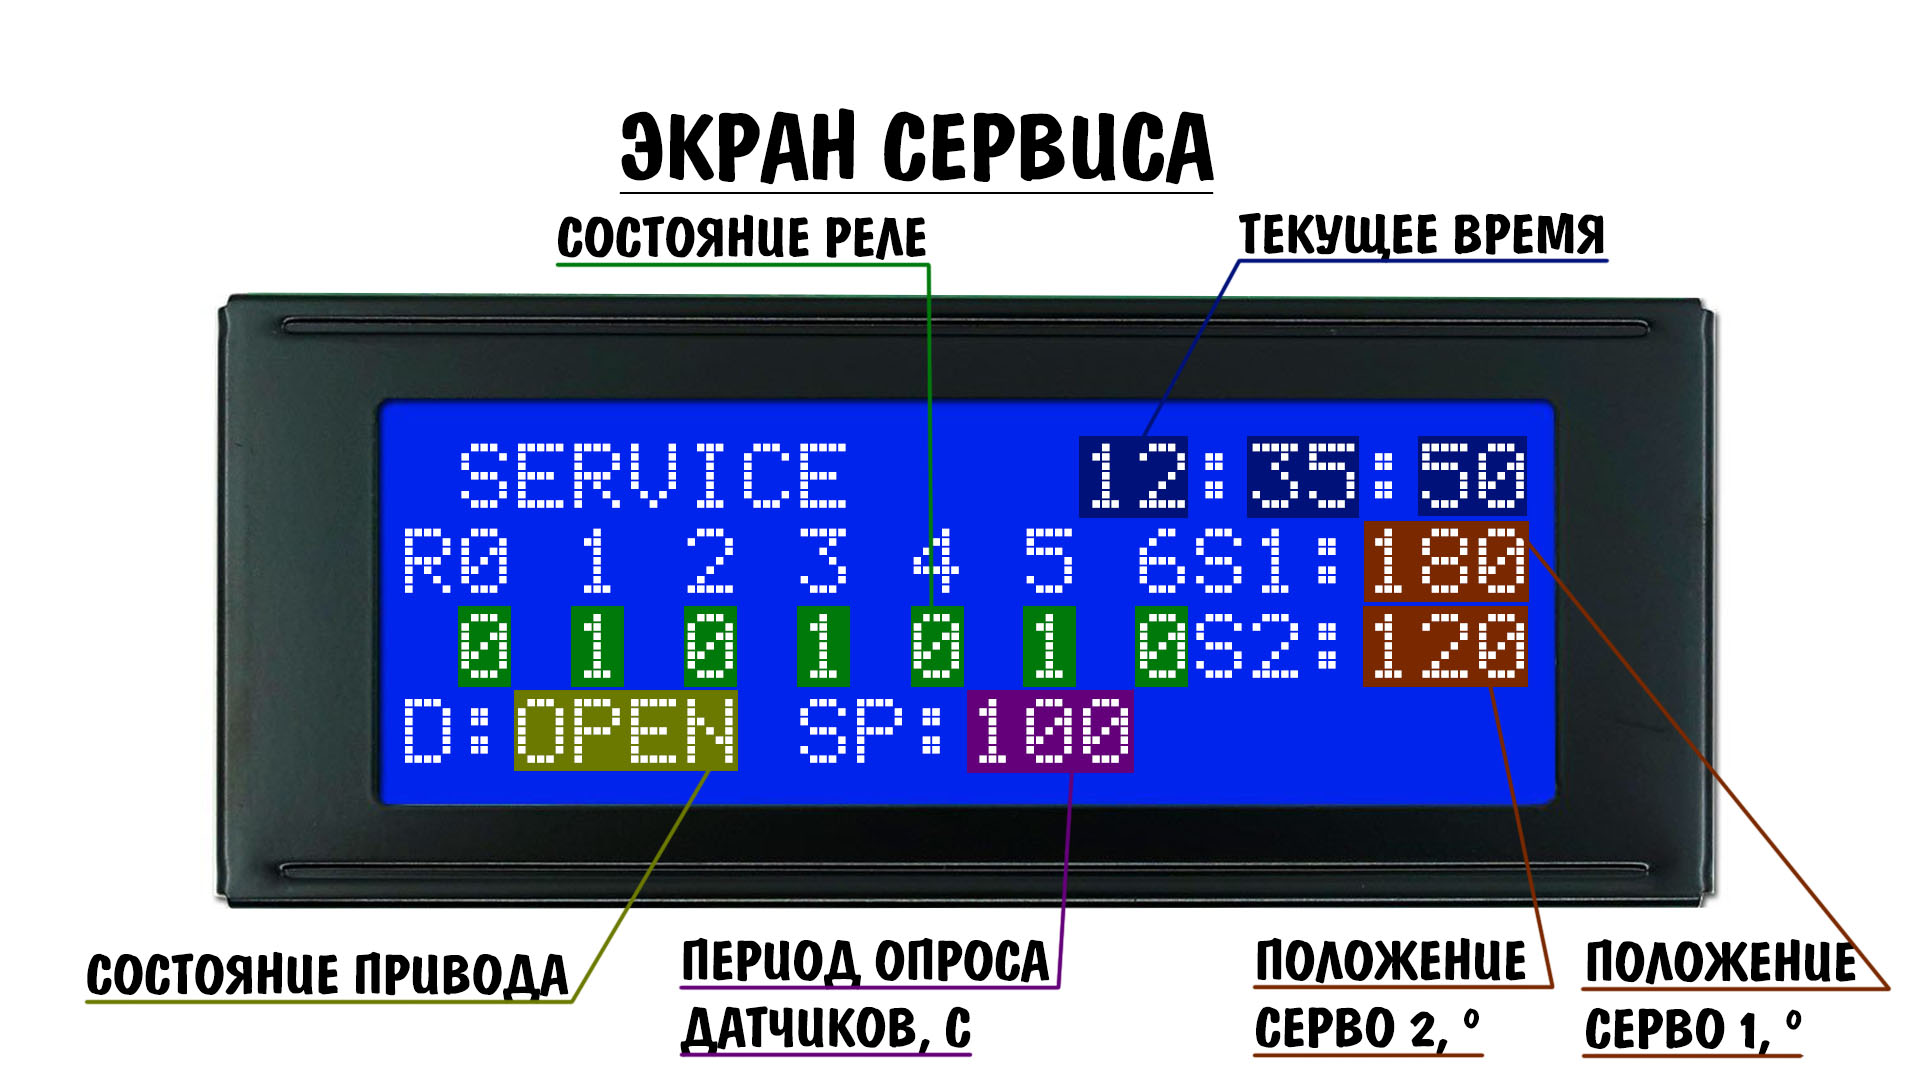 ЭКРАН СЕРВИСА
СОСТОЯНИЕ РЕЛЕ
ТЕКУЩЕЕ ВРЕМЯ
SERVICE 12:35:50
R0 1 2 3 4 5 6S1:180
0 1 0 1 0 1 0S2:120
D:OPEN SP:100
СОСТОЯНИЕ ПРИВОДА
ПЕРИОД ОПРОСА
ДАТЧИКОВ, С
ПОЛОЖЕНИЕ
СЕРВО 2, °
ПОЛОЖЕНИЕ
СЕРВО 1, °